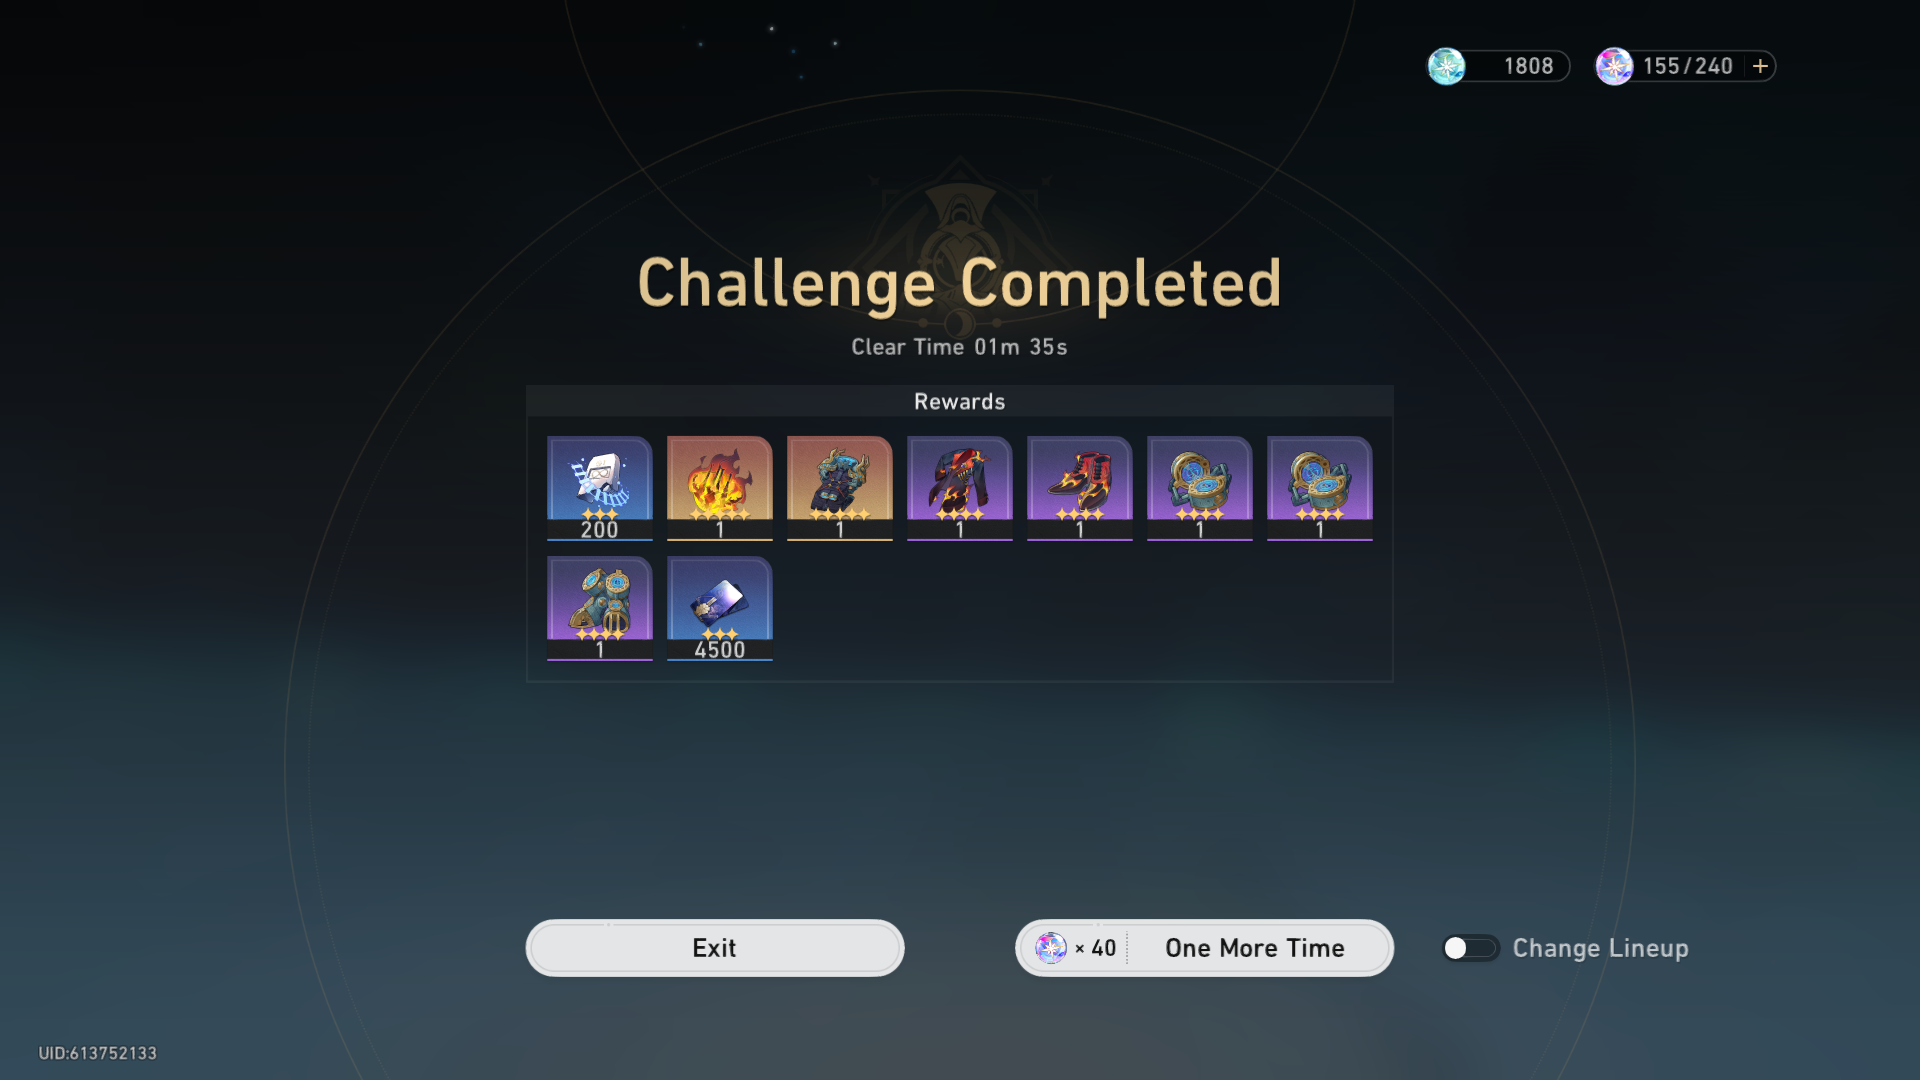 1808
155/240
Challenge Completed
Clear Time 01m 35s
Rewards
200
1
1
1
1
1
1
1
4500
Exit
× 40
One More Time
Change Lineup
UID:613752133